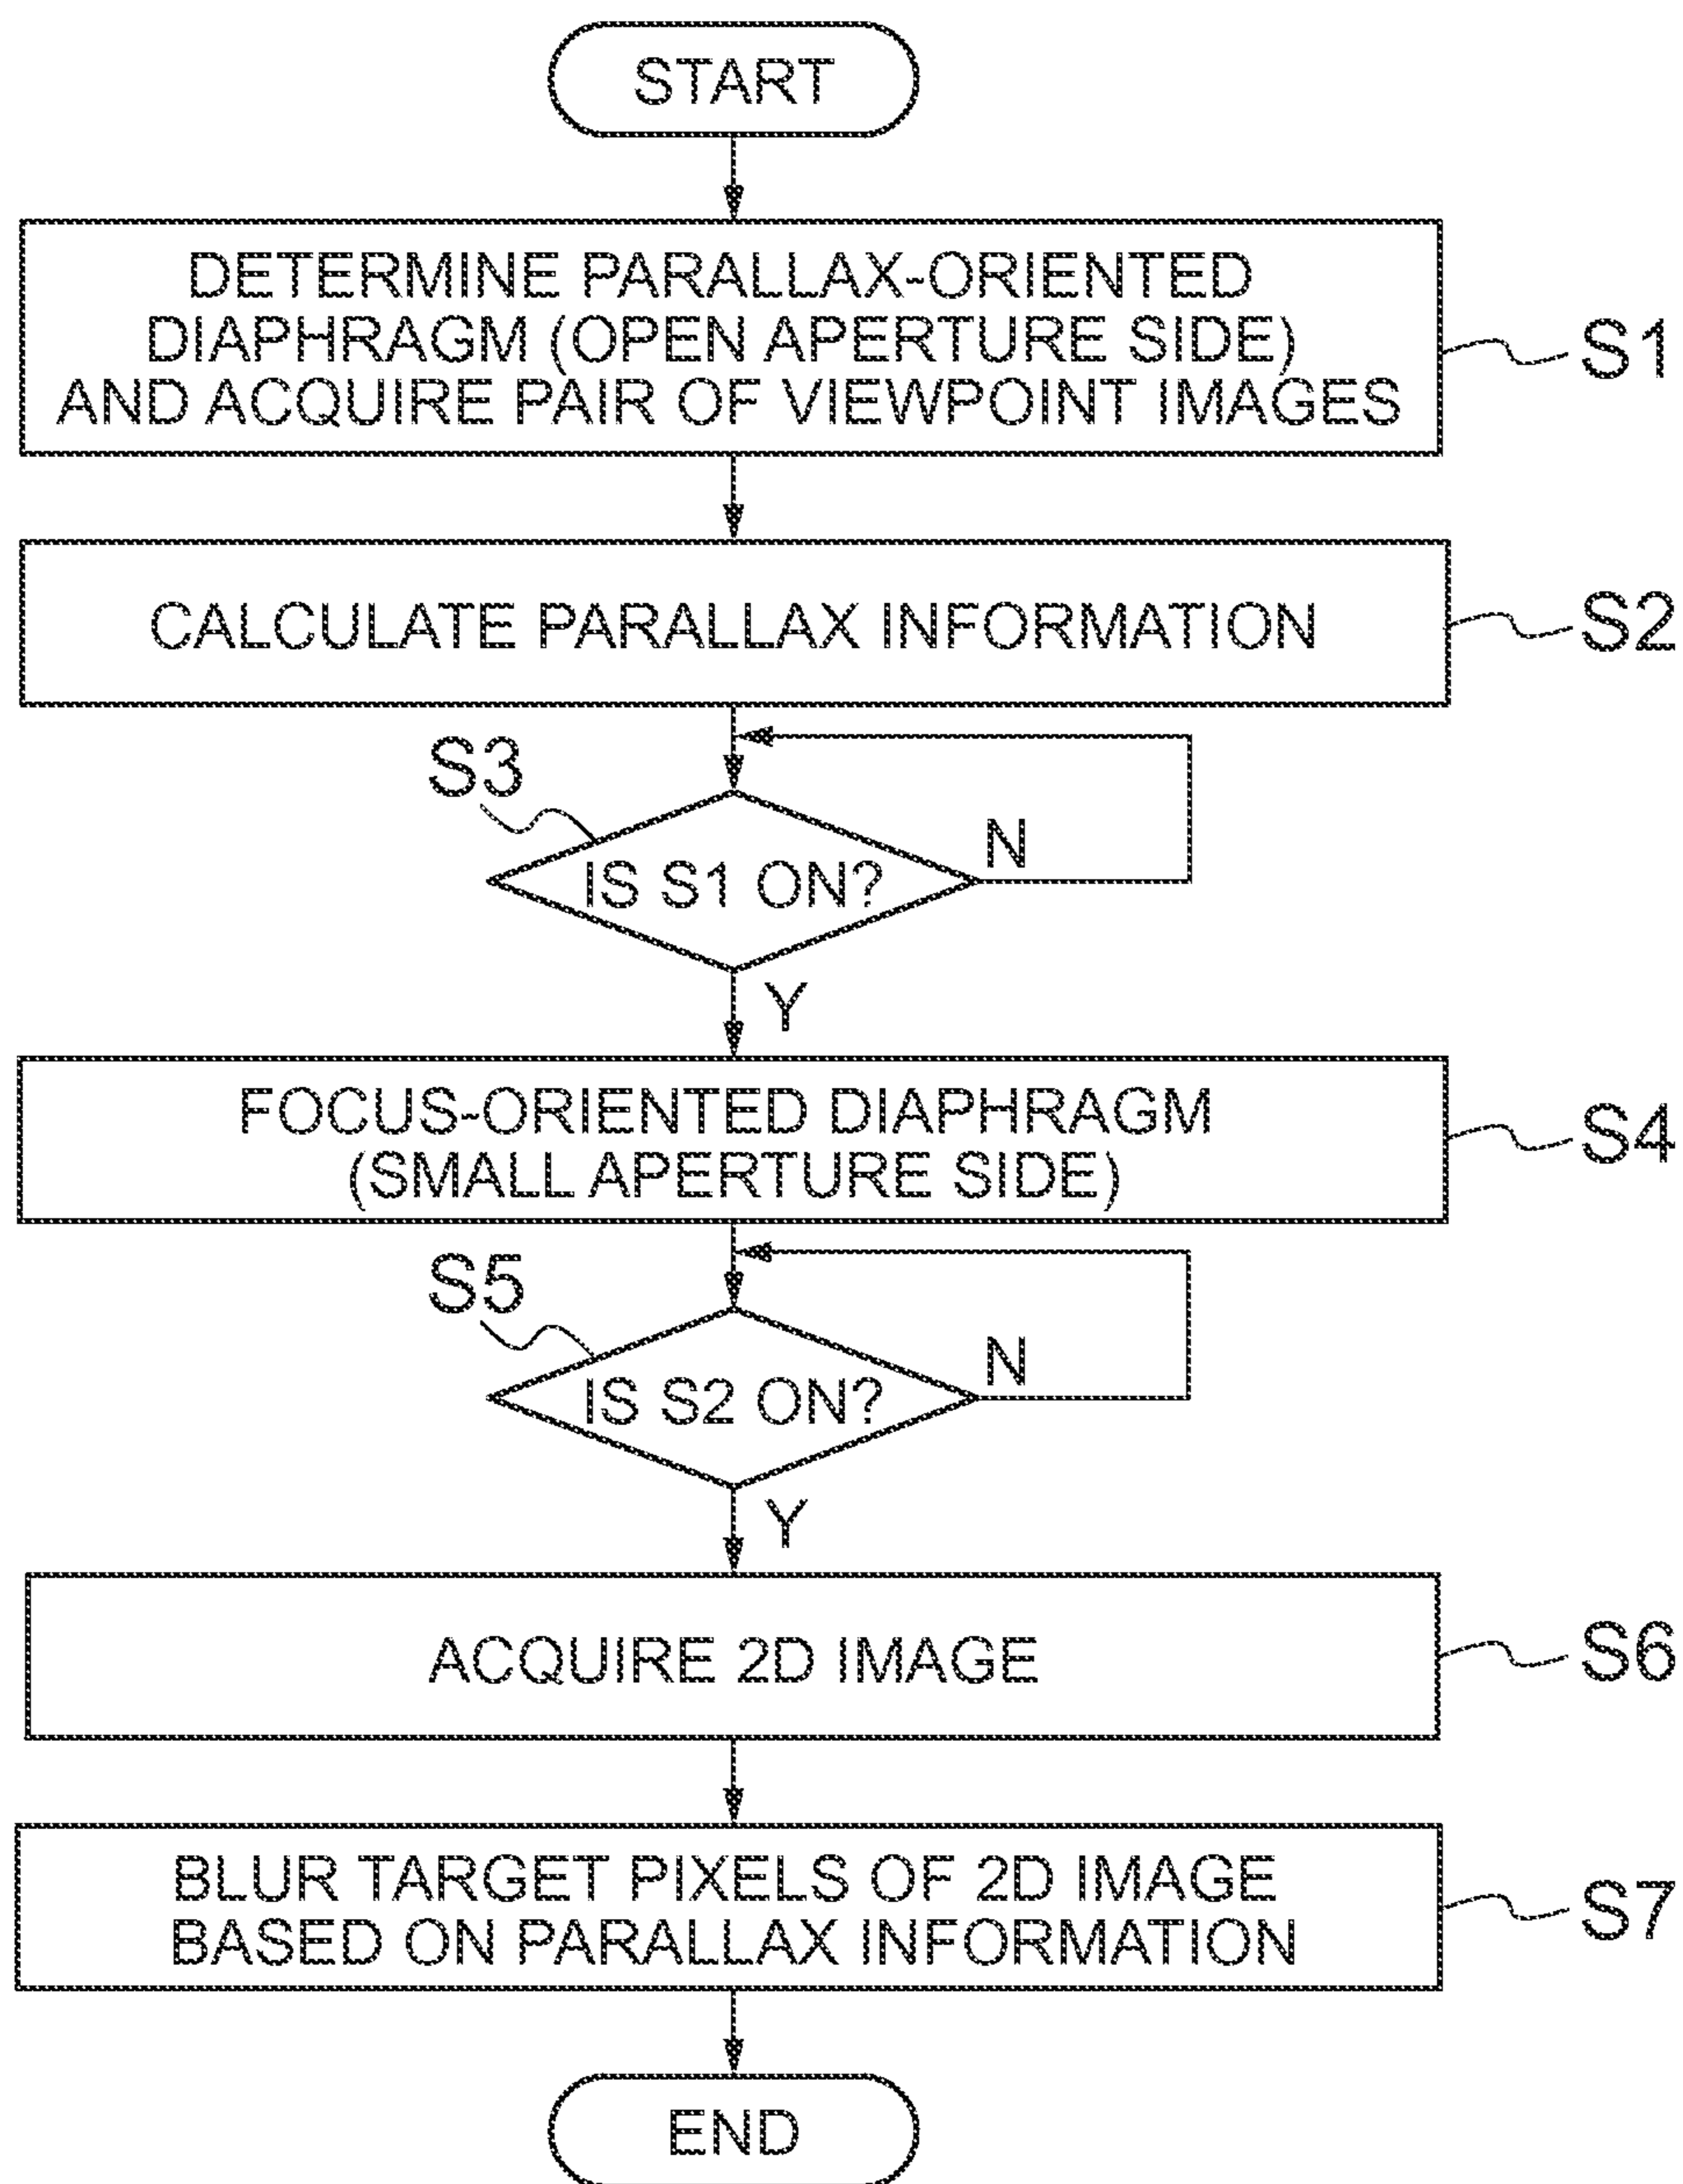 START
DETERMINE PARALLAX-ORIENTED
DIAPHRAGM (OPEN APERTURE SIDE)
AND ACQUIRE PAIR OF VIEWPOINT IMAGES
S1
CALCULATE PARALLAX INFORMATION
S2
S3
IS S1 ON?
N
Y
FOCUS-ORIENTED DIAPHRAGM
(SMALL APERTURE SIDE)
S4
S5
IS S2 ON?
N
Y
ACQUIRE 2D IMAGE
S6
BLUR TARGET PIXELS OF 2D IMAGE
BASED ON PARALLAX INFORMATION
S7
END